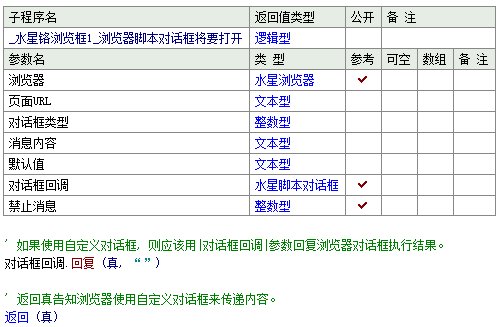 子程序名 返回值类型 公开 备 注
_水星铬浏览框1_浏览器脚本对话框将要打开 逻辑型
参数名 类 型 参考 可空 数组 备 注
浏览器 水星浏览器 ✓
页面URL 文本型
对话框类型 整数型
消息内容 文本型
默认值 文本型
对话框回调 水星脚本对话框 ✓
禁止消息 整数型 ✓
' 如果使用自定义对话框, 则应该用|对话框回调|参数回复浏览器对话框执行结果。
对话框回调.回复 (真, “”)
' 返回真告知浏览器使用自定义对话框来传递内容。
返回 (真)